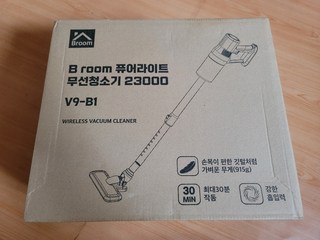 Broom
B room 퓨어라이트
무선청소기 23000
V9-B1
WIRELESS VACUUM CLEANER
손목이 편한 깃털처럼
가벼운 무게(915g)
30
MIN
최대30분
작동
강한
흡입력